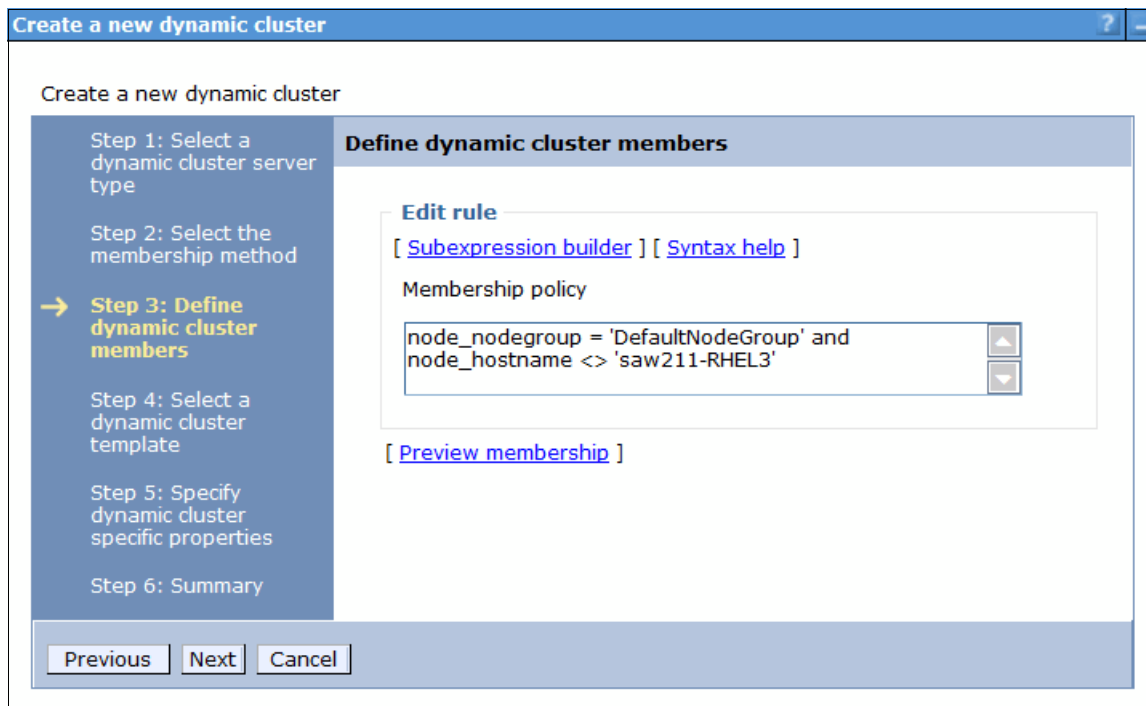 Create a new dynamic cluster
?
Create a new dynamic cluster
Step 1: Select a
dynamic cluster server
type
Step 2: Select the
membership method
Step 3: Define
dynamic cluster
members
Step 4: Select a
dynamic cluster
template
Step 5: Specify
dynamic cluster
specific properties
Step 6: Summary
Define dynamic cluster members
Edit rule
[ Subexpression builder ] [ Syntax help ]
Membership policy
node_nodegroup = 'DefaultNodeGroup' and
node_hostname <> 'saw211-RHEL3'
[ Preview membership ]
Previous Next Cancel